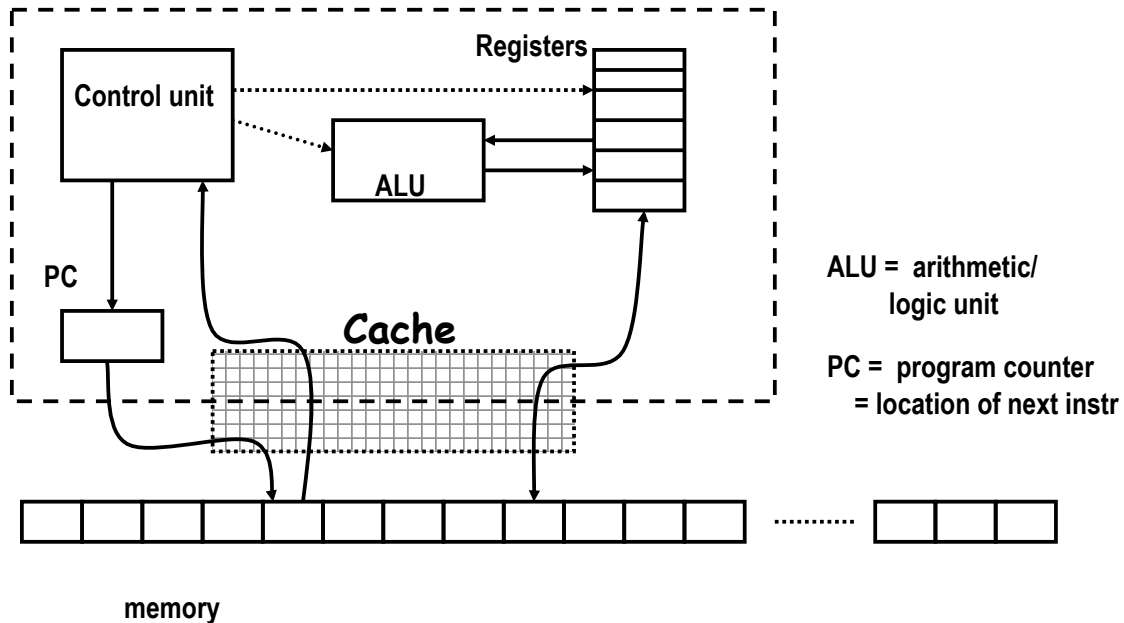 Registers
Control unit
ALU
PC
Cache
ALU = arithmetic/
logic unit
PC = program counter
= location of next instr
memory